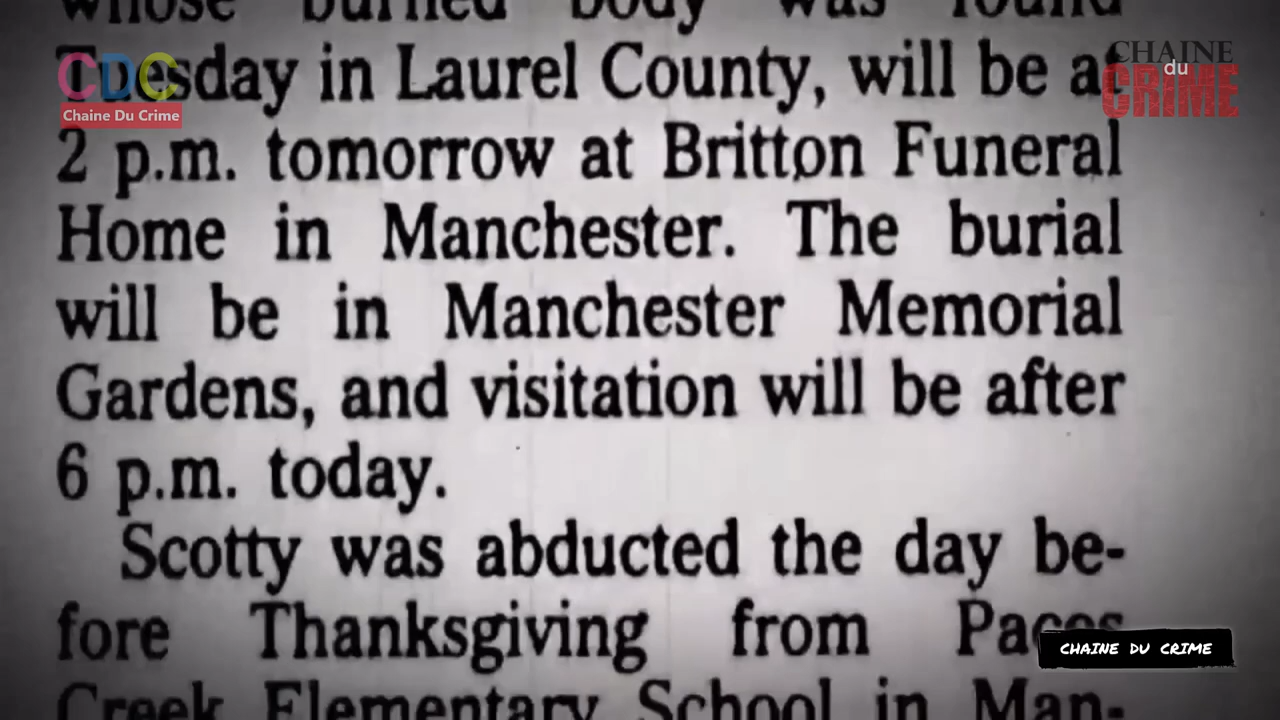 whose burned body was found
Tuesday in Laurel County, will be at
2 p.m. tomorrow at Britton Funeral
Home in Manchester. The burial
will be in Manchester Memorial
Gardens, and visitation will be after
6 p.m. today.
Scotty was abducted the day be-
fore Thanksgiving from Paces
Creek Elementary School in Man-
CDC
Chaine Du Crime
CHAINE
du
CRIME
CHAINE DU CRIME